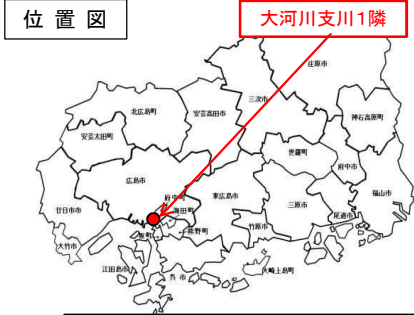 位置図
大河川支川1隣
庄原市
三次市
北広島町
安芸高田市
神石高原町
安芸太田町
世羅町
府中市
広島市
府中町
東広島市
三原市
福山市
廿日市市
海田町
尾道市
坂町
熊野町
竹原市
大竹市
江田島市
呉市
大崎上島町